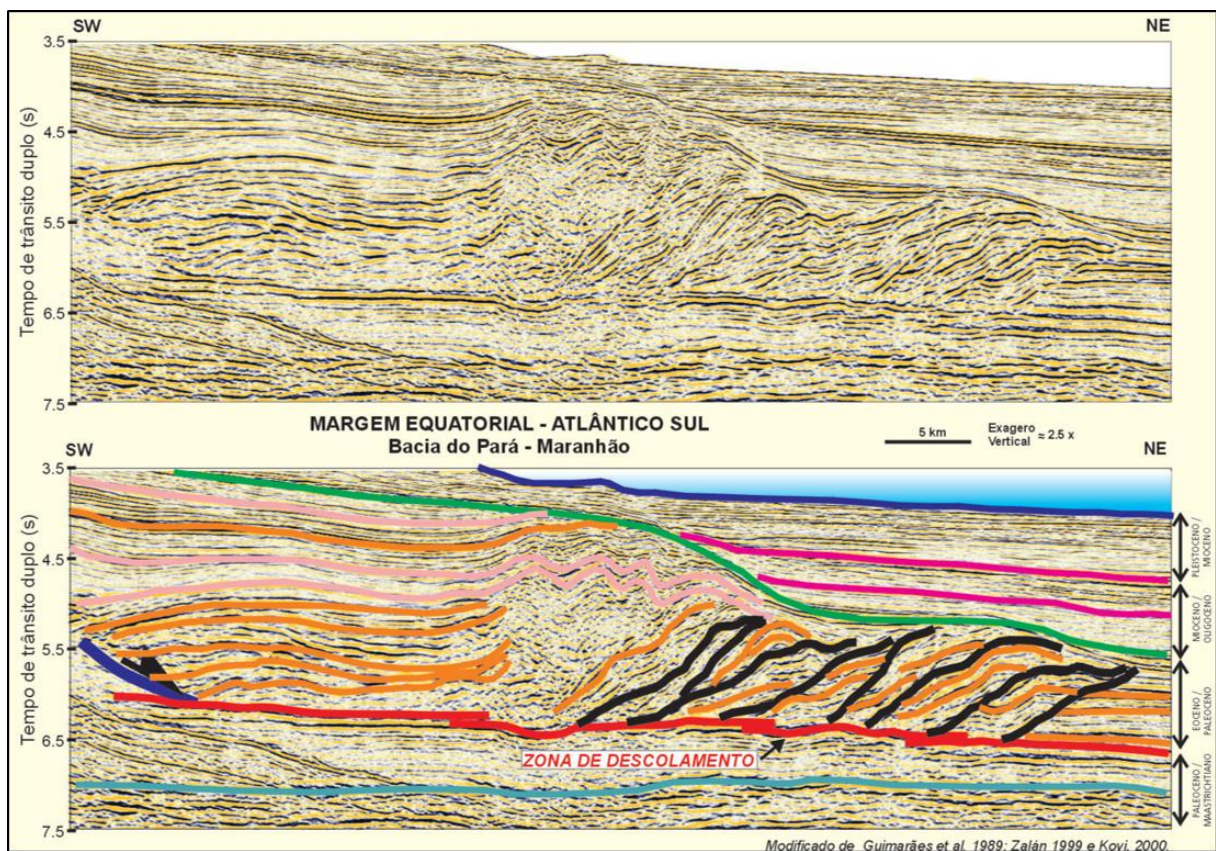 SW
NE
3.5
4.5
5.5
6.5
7.5
Tempo de trânsito duplo (s)
MARGEM EQUATORIAL - ATLÂNTICO SUL
Bacia do Pará - Maranhão
5 km
Exagero
Vertical ≈ 2.5 x
SW
NE
3.5
4.5
5.5
6.5
7.5
Tempo de trânsito duplo (s)
PLEISTOCENO /
MIOCENO
MIOCENO /
OLIGOCENO
EOCENO /
PALEOCENO
PALEOCENO /
MAASTRICHTIANO
ZONA DE DESCOLAMENTO
Modificado de Guimarães et al. 1989; Zalán 1999 e Koyi, 2000.